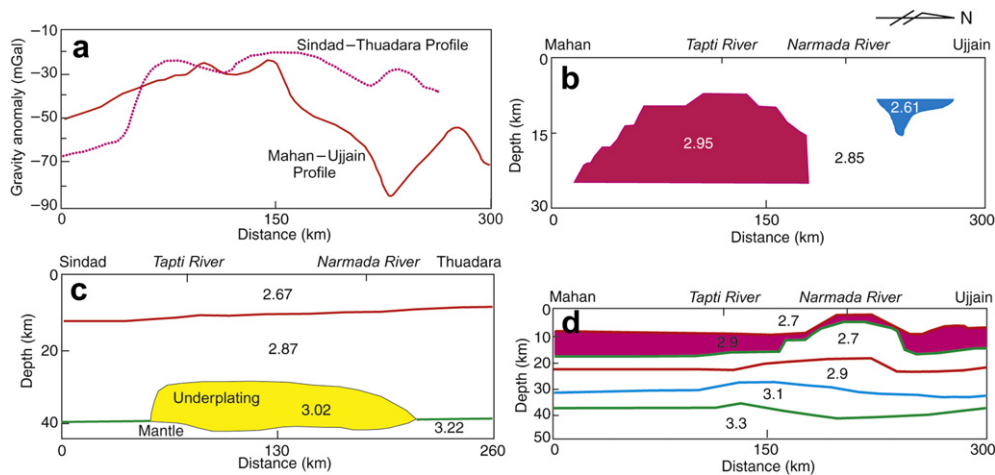 a
Gravity anomaly (mGal)
−10
−30
−50
−70
−90
Sindad–Thuadara Profile
Mahan–Ujjain
Profile
0 150 300
Distance (km)
N
Mahan Tapti River Narmada River Ujjain
b
Depth (km)
0
15
30
2.95
2.85
2.61
0 150 300
Distance (km)
Sindad Tapti River Narmada River Thuadara
c
Depth (km)
0
20
40
2.67
2.87
Underplating
3.02
Mantle
3.22
0 130 260
Distance (km)
Mahan Tapti River Narmada River Ujjain
d
Depth (km)
0
10
20
30
40
50
2.7
2.9
2.7
2.9
3.1
3.3
0 150 300
Distance (km)